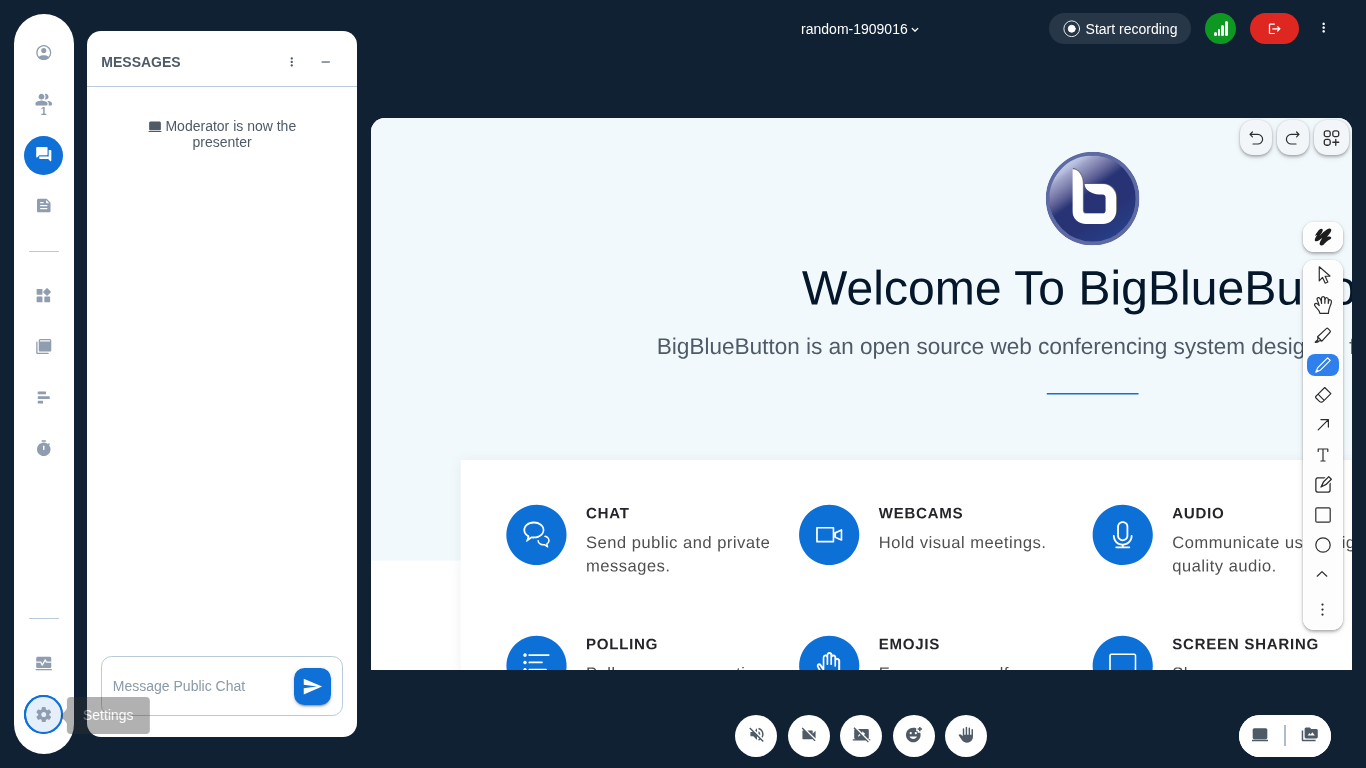 random-1909016
Start recording
1
MESSAGES
Moderator is now the
presenter
Message Public Chat
Settings
Welcome To BigBlueBu
BigBlueButton is an open source web conferencing system
CHAT
Send public and private
messages.
WEBCAMS
Hold visual meetings.
AUDIO
Communicate
quality audio.
POLLING
EMOJIS
SCREEN SHARING